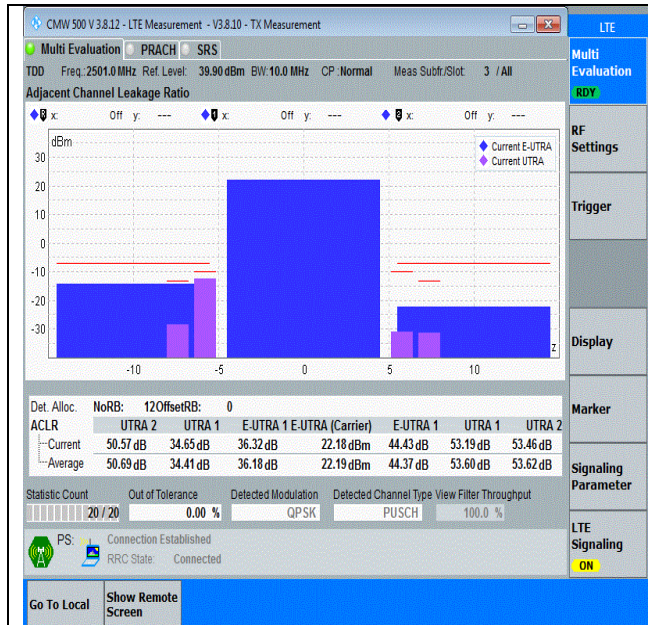 CMW 500 V 3.8.12 - LTE Measurement - V3.8.10 - TX Measurement
LTE
Multi Evaluation PRACH SRS
Multi
Evaluation
RDY
TDD Freq.:2501.0 MHz Ref. Level: 39.90 dBm BW:10.0 MHz CP :Normal Meas Subfr./Slot: 3 / All
Adjacent Channel Leakage Ratio
x: Off y: --- x: Off y: --- x: Off y: ---
dBm
Current E-UTRA
Current UTRA
30
20
10
0
-10
-20
-30
z
-10 -5 0 5 10
RF
Settings
Trigger
Display
Marker
Signaling
Parameter
LTE
Signaling
ON
Det. Alloc. NoRB: 12OffsetRB: 0
ACLR UTRA 2 UTRA 1 E-UTRA 1 E-UTRA (Carrier) E-UTRA 1 UTRA 1 UTRA 2
Current 50.57 dB 34.65 dB 36.32 dB 22.18 dBm 44.43 dB 53.19 dB 53.46 dB
Average 50.69 dB 34.41 dB 36.18 dB 22.19 dBm 44.37 dB 53.60 dB 53.62 dB
Statistic Count Out of Tolerance Detected Modulation Detected Channel Type View Filter Throughput
20 / 20 0.00 % QPSK PUSCH 100.0 %
PS: Connection Established
RRC State: Connected
Go To Local
Show Remote
Screen